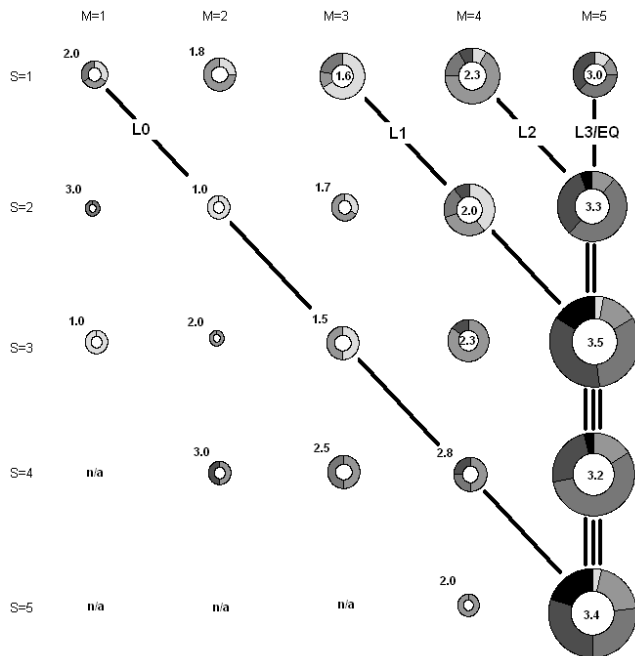 M=1 M=2 M=3 M=4 M=5
2.0 1.8
S=1 1.6 2.3 3.0
L0 L1 L2 L3/EQ
3.0 1.0 1.7
S=2 2.0 3.3
1.0 2.0 1.5
S=3 2.3 3.5
3.0 2.5 2.8
S=4 n/a 3.2
2.0
S=5 n/a n/a n/a 3.4